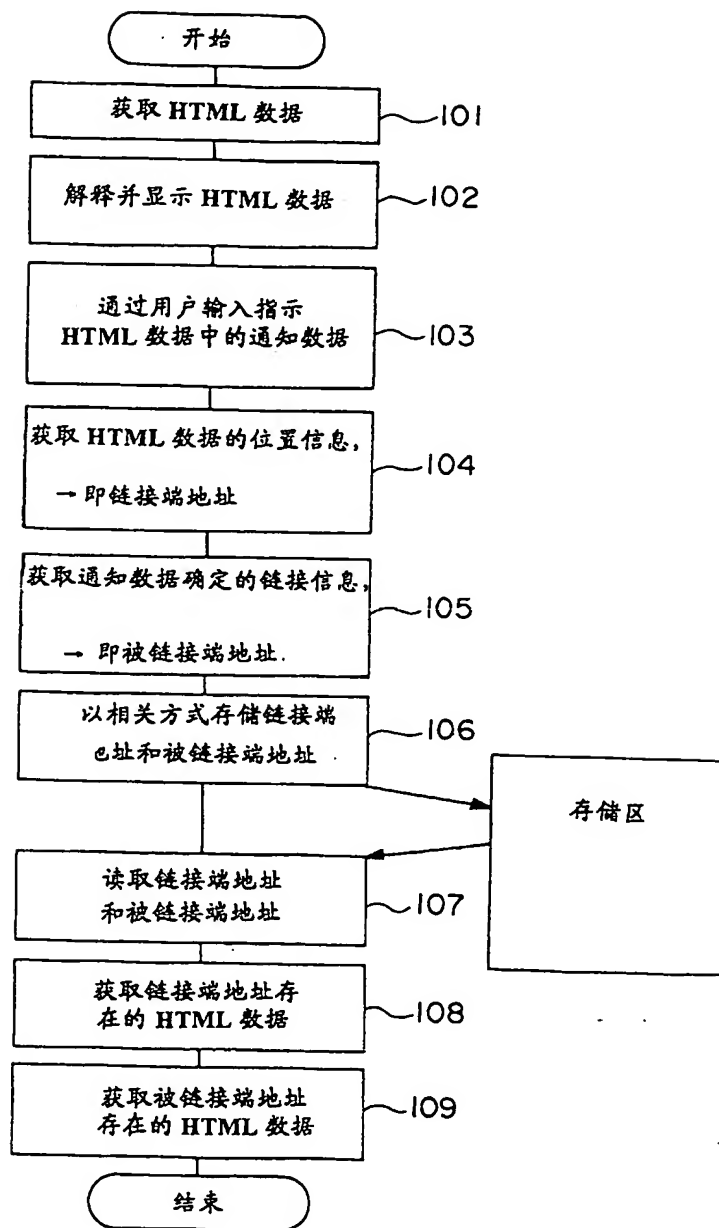 开始
获取 HTML 数据
101
解释并显示 HTML 数据
102
通过用户输入指示
HTML 数据中的通知数据
103
获取 HTML 数据的位置信息,
→ 即链接端地址
104
获取通知数据确定的链接信息,
→ 即被链接端地址.
105
以相关方式存储链接端
址和被链接端地址
106
存储区
读取链接端地址
和被链接端地址
107
获取链接端地址存
在的 HTML 数据
108
获取被链接端地址
存在的 HTML 数据
109
结束